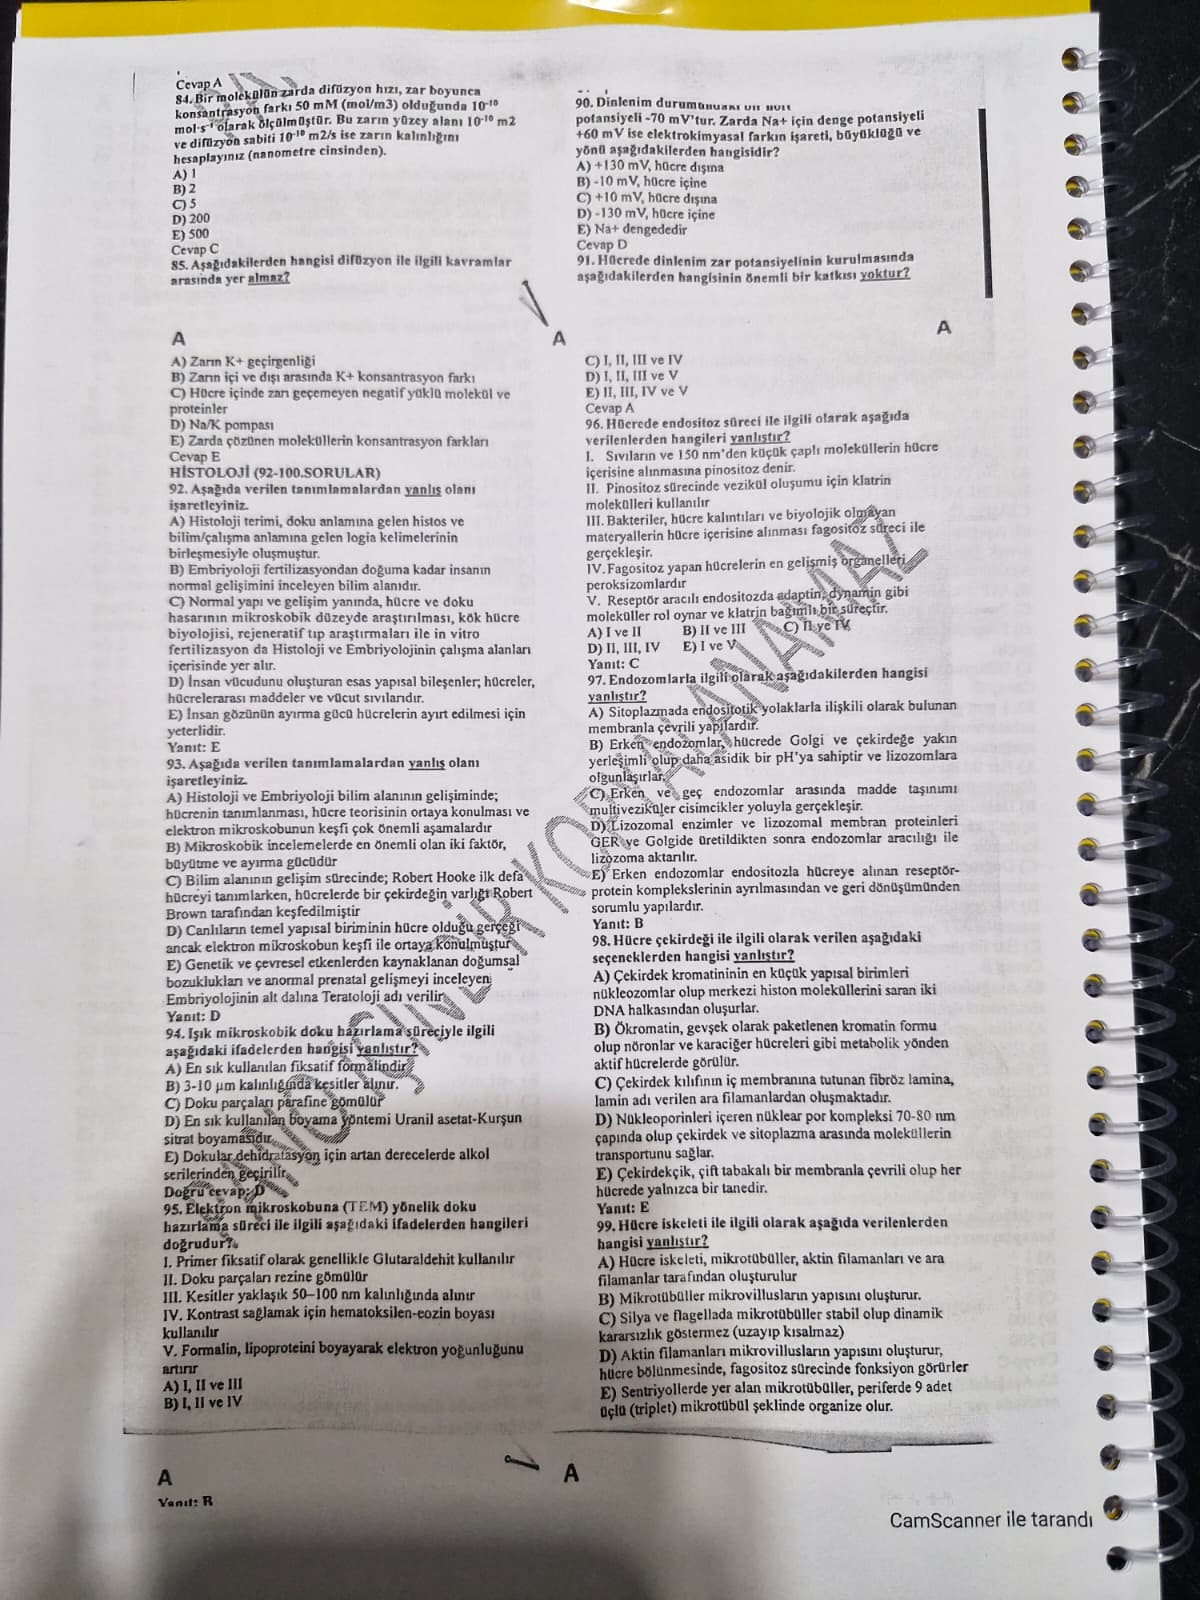 Cevap A
84. Bir molekülün zarda difüzyon hızı, zar boyunca
konsantrasyon farkı 50 mM (mol/m3) olduğunda 10⁻¹⁸
mol·s⁻¹ olarak ölçülmüştür. Bu zarın yüzey alanı 10⁻¹⁰ m2
ve difüzyon sabiti 10⁻¹⁰ m2/s ise zarın kalınlığını
hesaplayınız (nanometre cinsinden).
A) 1
B) 2
C) 5
D) 200
E) 500
Cevap C
85. Aşağıdakilerden hangisi difüzyon ile ilgili kavramlar
arasında yer almaz?
90. Dinlenim durumundaki bir
potansiyeli -70 mV'tur. Zarda Na+ için denge potansiyeli
+60 mV ise elektrokimyasal farkın işareti, büyüklüğü ve
yönü aşağıdakilerden hangisidir?
A) +130 mV, hücre dışına
B) -10 mV, hücre içine
C) +10 mV, hücre dışına
D) -130 mV, hücre içine
E) Na+ dengededir
Cevap D
91. Hücrede dinlenim zar potansiyelinin kurulmasında
aşağıdakilerden hangisinin önemli bir katkısı yoktur?
A
A
A
A) Zarın K+ geçirgenliği
B) Zarın içi ve dışı arasında K+ konsantrasyon farkı
C) Hücre içinde zarı geçemeyen negatif yüklü molekül ve
proteinler
D) Na/K pompası
E) Zarda çözünen moleküllerin konsantrasyon farkları
Cevap E
HİSTOLOJİ (92-100.SORULAR)
92. Aşağıda verilen tanımlamalardan yanlış olanı
işaretleyiniz.
A) Histoloji terimi, doku anlamına gelen histos ve
bilim/çalışma anlamına gelen logia kelimelerinin
birleşmesiyle oluşmuştur.
B) Embriyoloji fertilizasyondan doğuma kadar insanın
normal gelişimini inceleyen bilim alanıdır.
C) Normal yapı ve gelişim yanında, hücre ve doku
hasarının mikroskobik düzeyde araştırılması, kök hücre
biyolojisi, rejeneratif tıp araştırmaları ile in vitro
fertilizasyon da Histoloji ve Embriyolojinin çalışma alanları
içerisinde yer alır.
D) İnsan vücudunu oluşturan esas yapısal bileşenler; hücreler,
hücrelerarası maddeler ve vücut sıvılarıdır.
E) İnsan gözünün ayırma gücü hücrelerin ayırt edilmesi için
yeterlidir.
Yanıt: E
93. Aşağıda verilen tanımlamalardan yanlış olanı
işaretleyiniz.
A) Histoloji ve Embriyoloji bilim alanının gelişiminde;
hücrenin tanımlanması, hücre teorisinin ortaya konulması ve
elektron mikroskobunun keşfi çok önemli aşamalardır
B) Mikroskobik incelemelerde en önemli olan iki faktör,
büyütme ve ayırma gücüdür
C) Bilim alanının gelişim sürecinde; Robert Hooke ilk defa
hücreyi tanımlarken, hücrelerde bir çekirdeğin varlığı Robert
Brown tarafından keşfedilmiştir
D) Canlıların temel yapısal biriminin hücre olduğu gerçeği
ancak elektron mikroskobun keşfi ile ortaya konulmuştur
E) Genetik ve çevresel etkenlerden kaynaklanan doğumsal
bozuklukları ve anormal prenatal gelişmeyi inceleyen
Embriyolojinin alt dalına Teratoloji adı verilir
Yanıt: D
94. Işık mikroskobik doku hazırlama süreciyle ilgili
aşağıdaki ifadelerden hangisi yanlıştır?
A) En sık kullanılan fiksatif formalindir
B) 3-10 µm kalınlığında kesitler alınır.
C) Doku parçaları parafine gömülür
D) En sık kullanılan boyama yöntemi Uranil asetat-Kurşun
sitrat boyamasıdır
E) Dokular dehidratasyon için artan derecelerde alkol
serilerinden geçirilir
Doğru cevap: D
95. Elektron mikroskobuna (TEM) yönelik doku
hazırlama süreci ile ilgili aşağıdaki ifadelerden hangileri
doğrudur?
I. Primer fiksatif olarak genellikle Glutaraldehit kullanılır
II. Doku parçaları rezine gömülür
III. Kesitler yaklaşık 50–100 nm kalınlığında alınır
IV. Kontrast sağlamak için hematoksilen-eozin boyası
kullanılır
V. Formalin, lipoproteini boyayarak elektron yoğunluğunu
artırır
A) I, II ve III
B) I, II ve IV
C) I, II, III ve IV
D) I, II, III ve V
E) II, III, IV ve V
Cevap A
96. Hücrede endositoz süreci ile ilgili olarak aşağıda
verilenlerden hangileri yanlıştır?
I. Sıvıların ve 150 nm'den küçük çaplı moleküllerin hücre
içerisine alınmasına pinositoz denir.
II. Pinositoz sürecinde vezikül oluşumu için klatrin
molekülleri kullanılır
III. Bakteriler, hücre kalıntıları ve biyolojik olmayan
materyallerin hücre içerisine alınması fagositoz süreci ile
gerçekleşir.
IV. Fagositoz yapan hücrelerin en gelişmiş organelleri
peroksizomlardır
V. Reseptör aracılı endositozda adaptin, dynamin gibi
moleküller rol oynar ve klatrin bağımlı bir süreçtir.
A) I ve II B) II ve III C) II ve IV
D) II, III, IV E) I ve V
Yanıt: C
97. Endozomlarla ilgili olarak aşağıdakilerden hangisi
yanlıştır?
A) Sitoplazmada endositotik yolaklarla ilişkili olarak bulunan
membranla çevrili yapılardır.
B) Erken endozomlar, hücrede Golgi ve çekirdeğe yakın
yerleşimli olup daha asidik bir pH'ya sahiptir ve lizozomlara
olgunlaşırlar.
C) Erken ve geç endozomlar arasında madde taşınımı
multiveziküler cisimcikler yoluyla gerçekleşir.
D) Lizozomal enzimler ve lizozomal membran proteinleri
GER ve Golgide üretildikten sonra endozomlar aracılığı ile
lizozoma aktarılır.
E) Erken endozomlar endositozla hücreye alınan reseptör-
protein komplekslerinin ayrılmasından ve geri dönüşümünden
sorumlu yapılardır.
Yanıt: B
98. Hücre çekirdeği ile ilgili olarak verilen aşağıdaki
seçeneklerden hangisi yanlıştır?
A) Çekirdek kromatininin en küçük yapısal birimleri
nükleozomlar olup merkezi histon moleküllerini saran iki
DNA halkasından oluşurlar.
B) Ökromatin, gevşek olarak paketlenen kromatin formu
olup nöronlar ve karaciğer hücreleri gibi metabolik yönden
aktif hücrelerde görülür.
C) Çekirdek kılıfının iç membranına tutunan fibröz lamina,
lamin adı verilen ara filamanlardan oluşmaktadır.
D) Nükleoporinleri içeren nüklear por kompleksi 70-80 nm
çapında olup çekirdek ve sitoplazma arasında moleküllerin
transportunu sağlar.
E) Çekirdekçik, çift tabakalı bir membranla çevrili olup her
hücrede yalnızca bir tanedir.
Yanıt: E
99. Hücre iskeleti ile ilgili olarak aşağıda verilenlerden
hangisi yanlıştır?
A) Hücre iskeleti, mikrotübüller, aktin filamanları ve ara
filamanlar tarafından oluşturulur
B) Mikrotübüller mikrovillusların yapısını oluşturur.
C) Silya ve flagellada mikrotübüller stabil olup dinamik
kararsızlık göstermez (uzayıp kısalmaz)
D) Aktin filamanları mikrovillusların yapısını oluşturur,
hücre bölünmesinde, fagositoz sürecinde fonksiyon görürler
E) Sentriyollerde yer alan mikrotübüller, periferde 9 adet
üçlü (triplet) mikrotübül şeklinde organize olur.
A
A
Yanıt: B
CamScanner ile tarandı